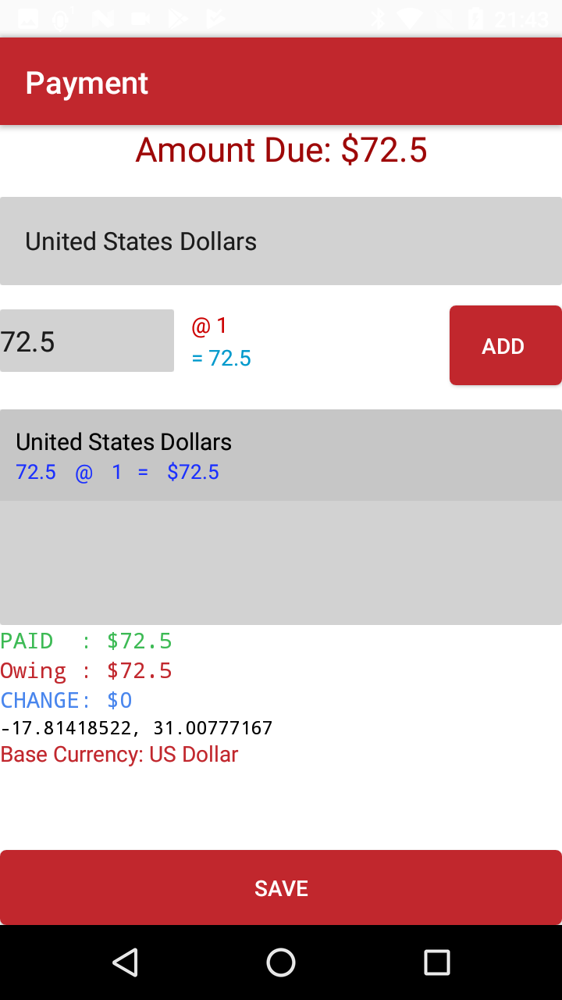 21:43
Payment
Amount Due: $72.5
United States Dollars
72.5
@ 1
= 72.5
ADD
United States Dollars
72.5 @ 1 = $72.5
PAID : $72.5
Owing : $72.5
CHANGE: $0
-17.81418522, 31.00777167
Base Currency: US Dollar
SAVE